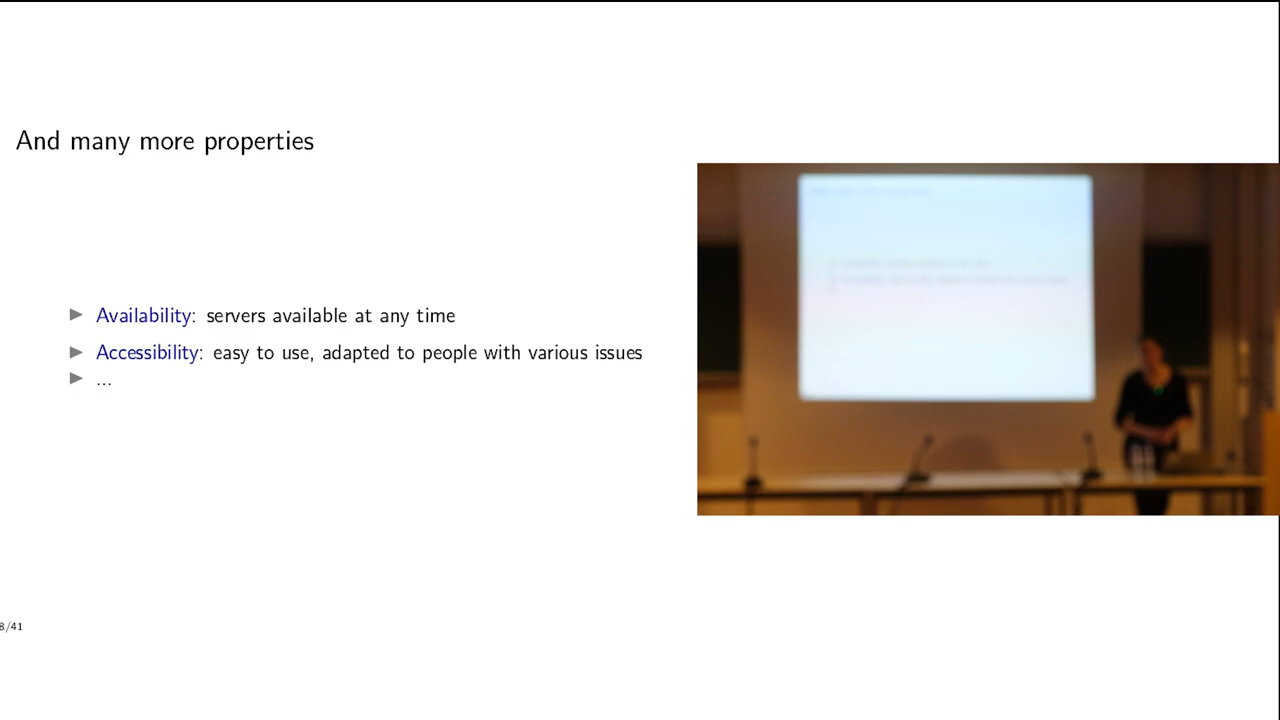 And many more properties
▶ Availability: servers available at any time
▶ Accessibility: easy to use, adapted to people with various issues
▶ ...
8/41